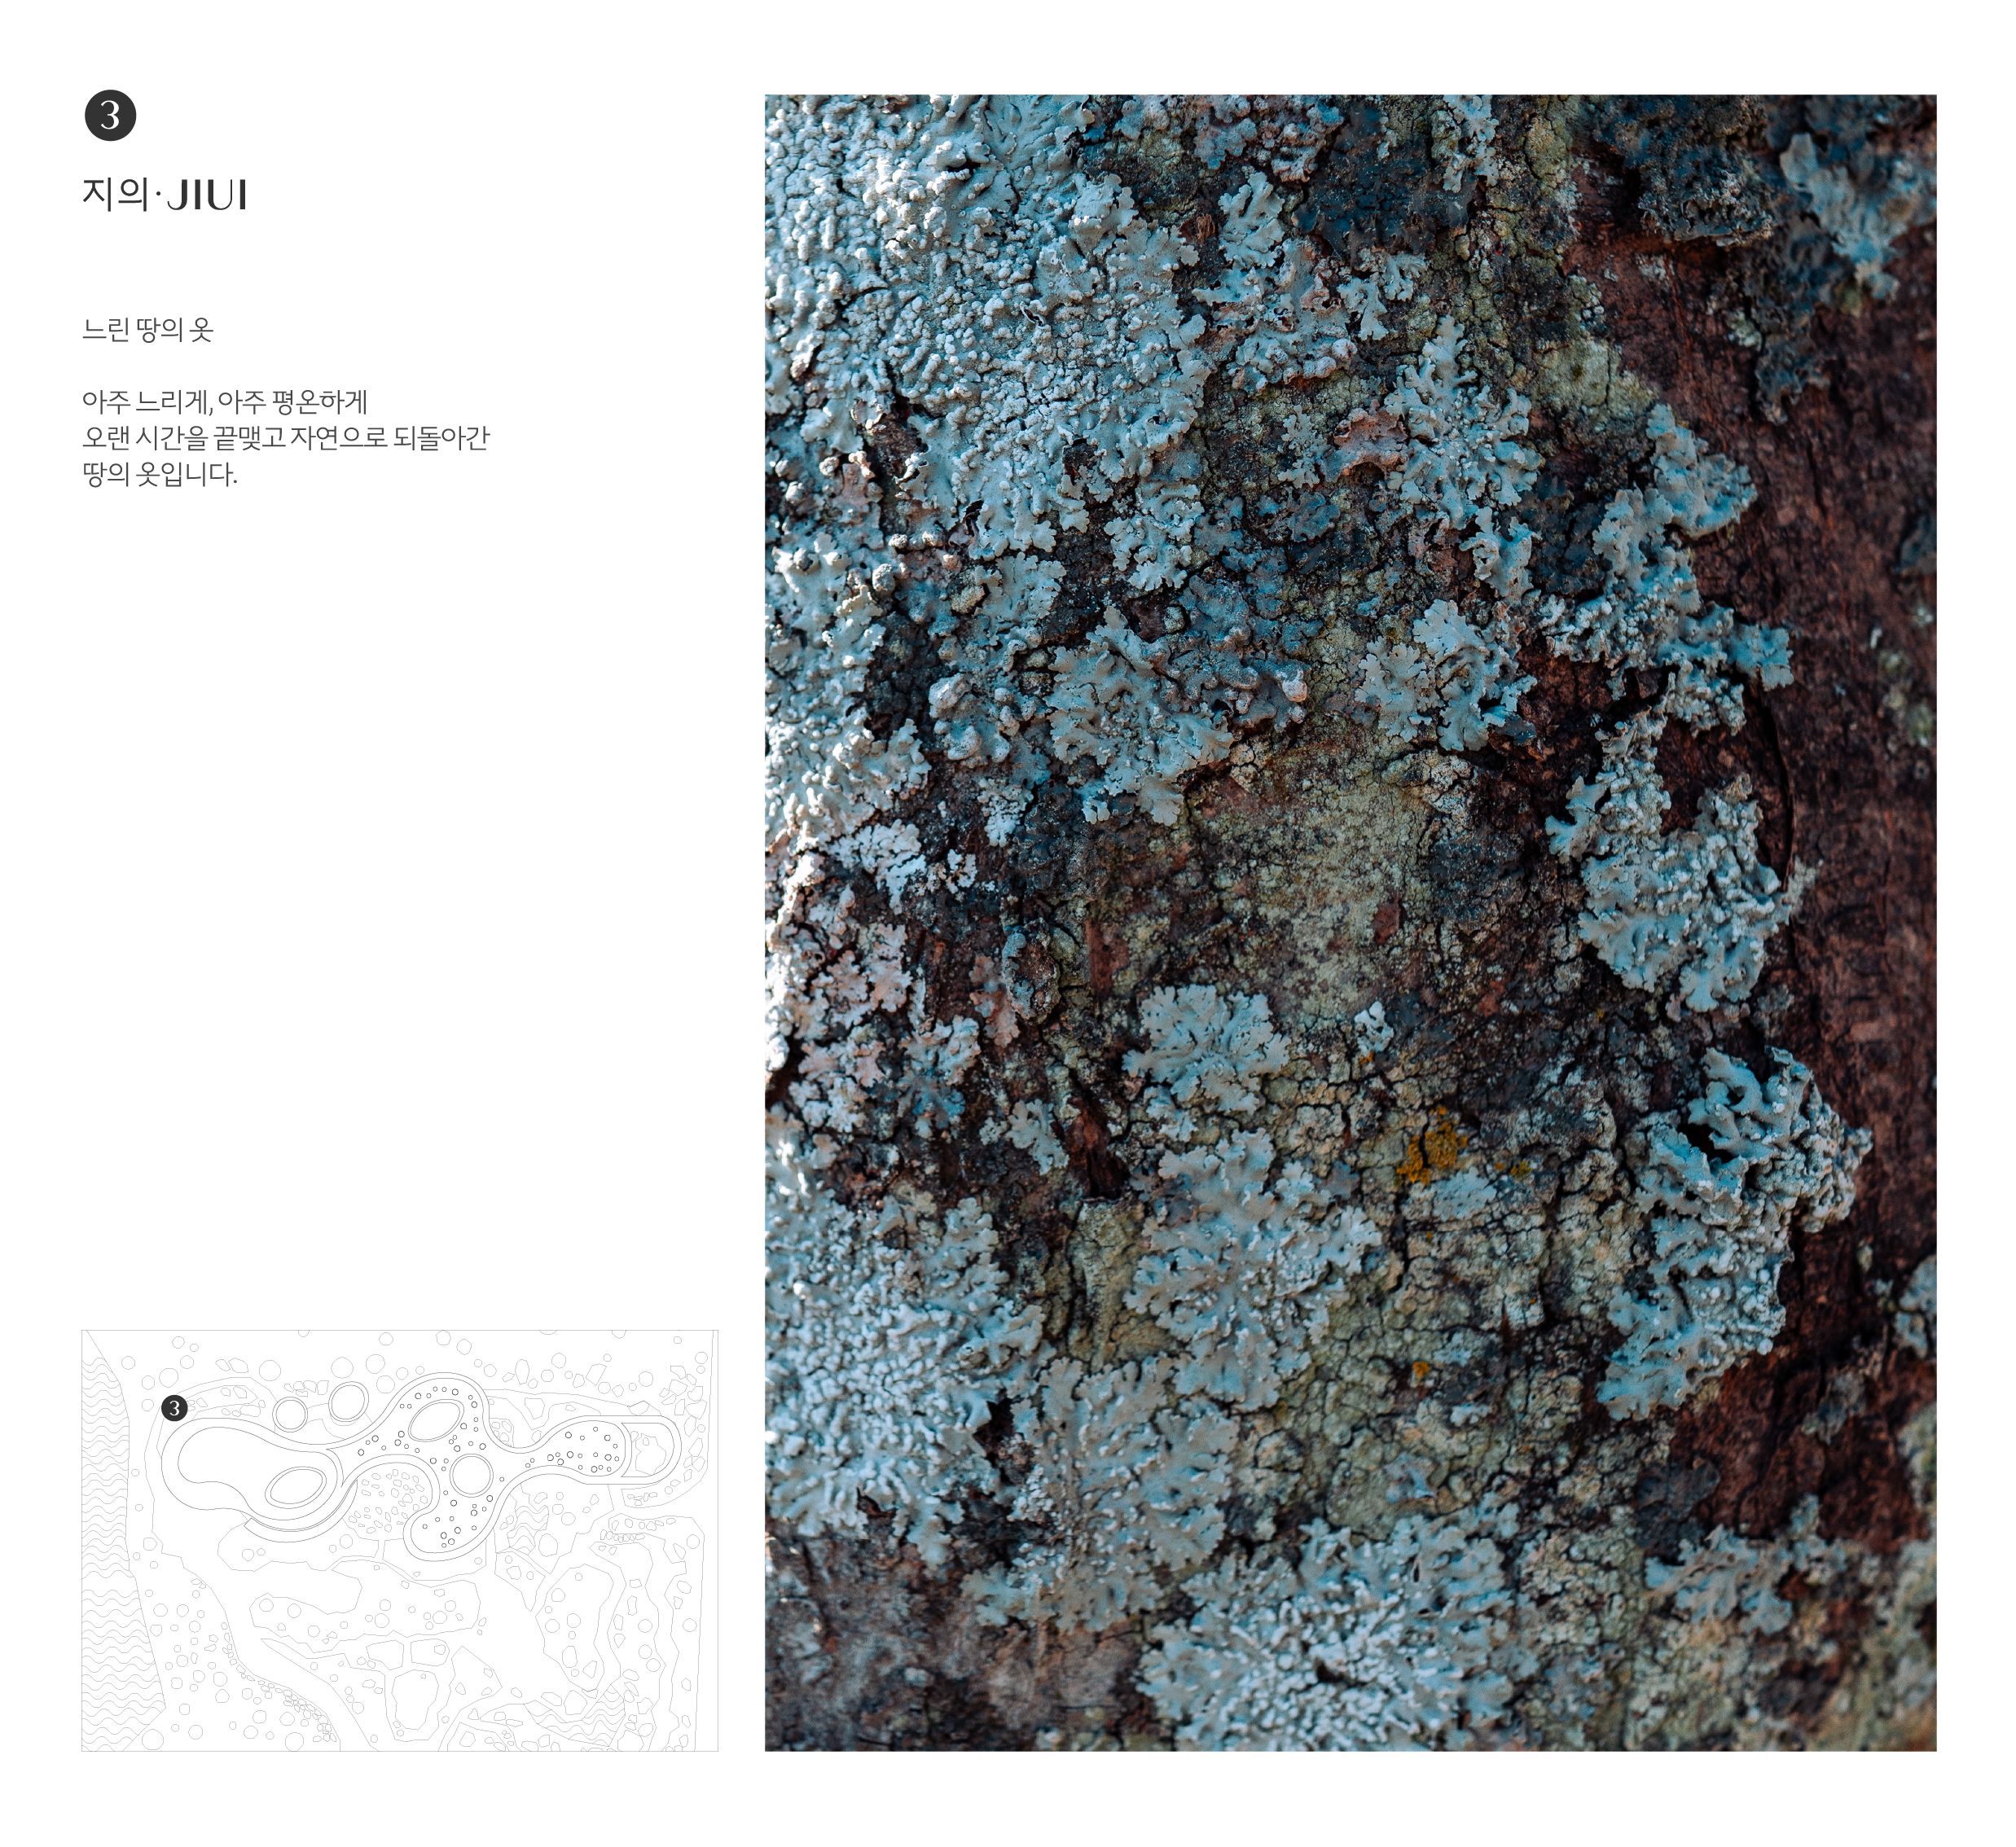 3
지의· JIUI
느린 땅의 옷
아주 느리게, 아주 평온하게
오랜 시간을 끝맺고 자연으로 되돌아간
땅의 옷입니다.
3